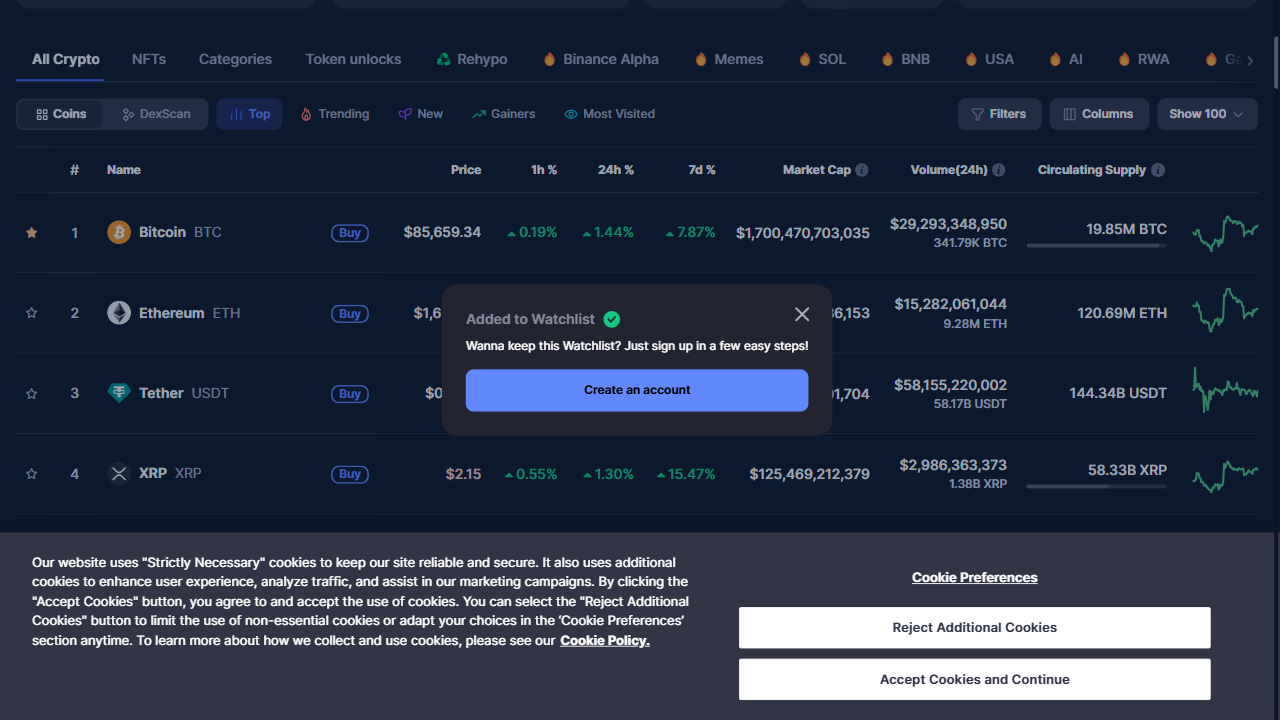 All Crypto NFTs Categories Token unlocks Rehypo Binance Alpha Memes SOL BNB USA AI RWA
Coins DexScan Top Trending New Gainers Most Visited Filters Columns Show 100
# Name Price 1h % 24h % 7d % Market Cap Volume(24h) Circulating Supply
1 Bitcoin BTC Buy $85,659.34 0.19% 1.44% 7.87% $1,700,470,703,035 $29,293,348,950 19.85M BTC
341.79K BTC
2 Ethereum ETH Buy $15,282,061,044 120.69M ETH
9.28M ETH
Added to Watchlist
Wanna keep this Watchlist? Just sign up in a few easy steps!
Create an account
3 Tether USDT Buy $58,155,220,002 144.34B USDT
58.17B USDT
4 XRP XRP Buy $2.15 0.55% 1.30% 15.47% $125,469,212,379 $2,986,363,373 58.33B XRP
1.38B XRP
Our website uses "Strictly Necessary" cookies to keep our site reliable and secure. It also uses additional
cookies to enhance user experience, analyze traffic, and assist in our marketing campaigns. By clicking the
"Accept Cookies" button, you agree to and accept the use of cookies. You can select the "Reject Additional
Cookies" button to limit the use of non-essential cookies or adapt your choices in the ‘Cookie Preferences’
section anytime. To learn more about how we collect and use cookies, please see our Cookie Policy.
Cookie Preferences
Reject Additional Cookies
Accept Cookies and Continue